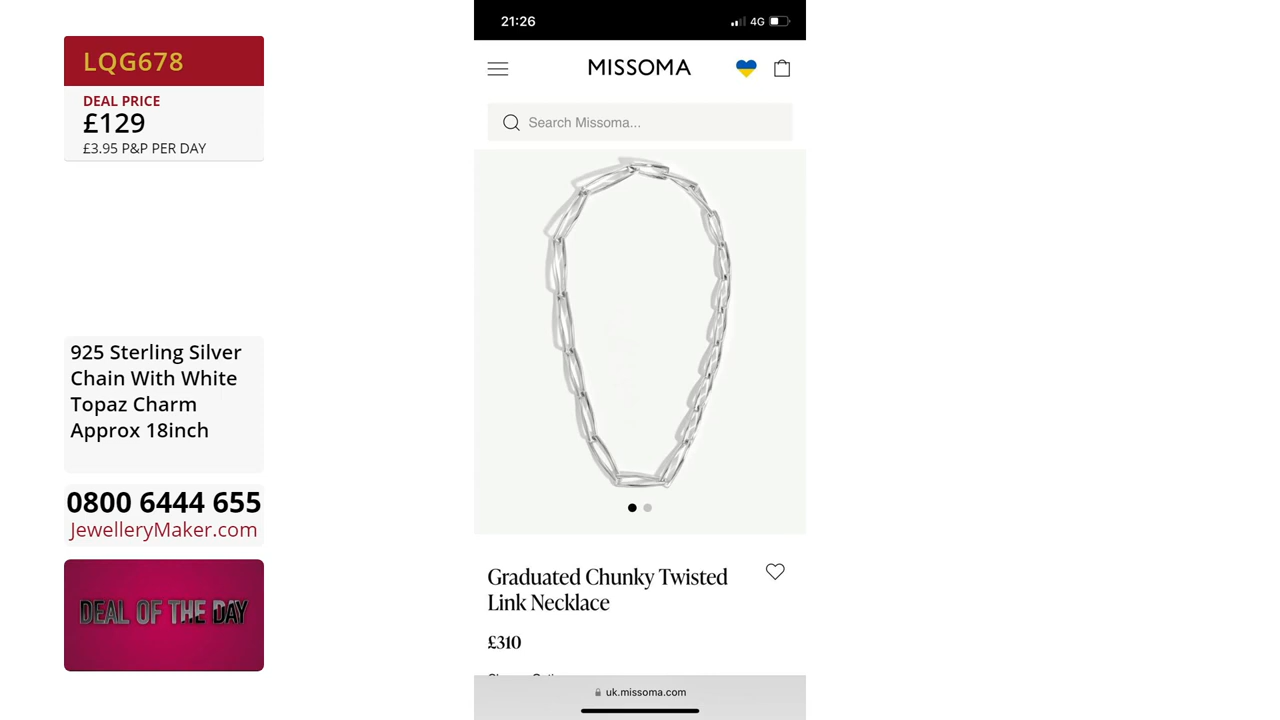 LQG678
DEAL PRICE
£129
£3.95 P&P PER DAY
925 Sterling Silver
Chain With White
Topaz Charm
Approx 18inch
0800 6444 655
JewelleryMaker.com
DEAL OF THE DAY
21:26
4G
MISSOMA
Search Missoma...
Graduated Chunky Twisted
Link Necklace
£310
uk.missoma.com